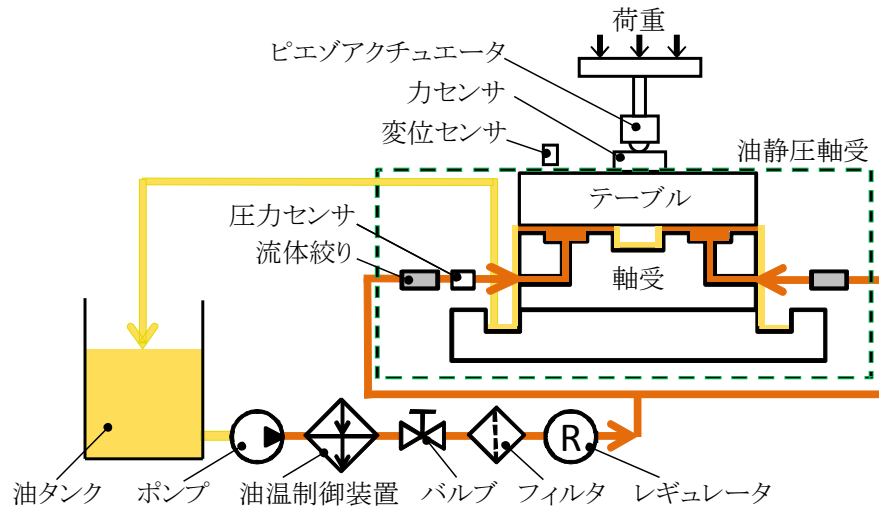 荷重
ピエゾアクチュエータ
力センサ
変位センサ
油静圧軸受
テーブル
圧力センサ
流体絞り
軸受
R
油タンク
ポンプ
油温制御装置
バルブ
フィルタ
レギュレータ